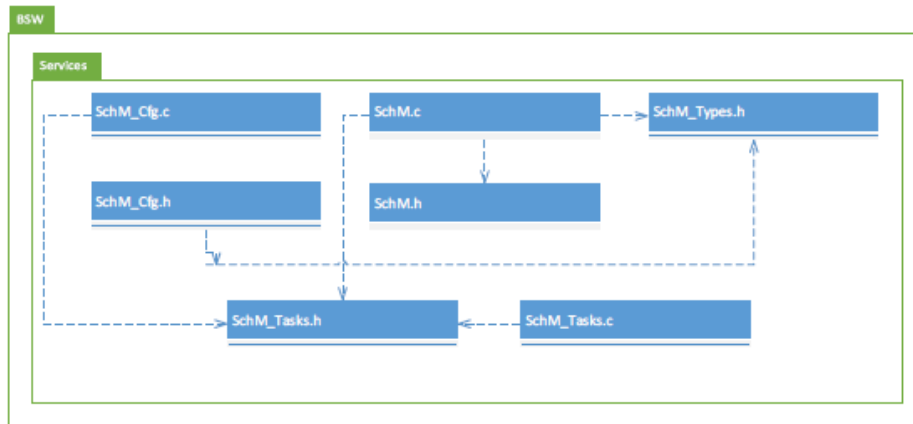 BSW
Services
SchM_Cfg.c
SchM.c
SchM_Types.h
SchM_Cfg.h
SchM.h
SchM_Tasks.h
SchM_Tasks.c